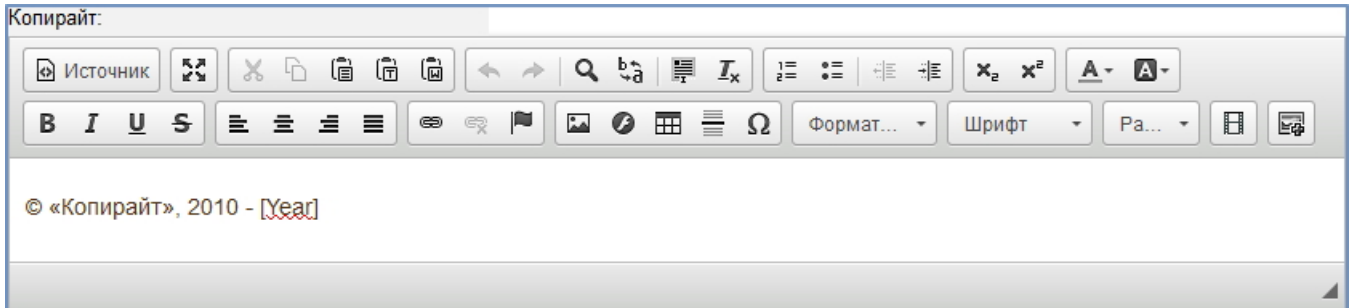 Копирайт:
Источник
Формат... Шрифт Ра...
© «Копирайт», 2010 - [Year]